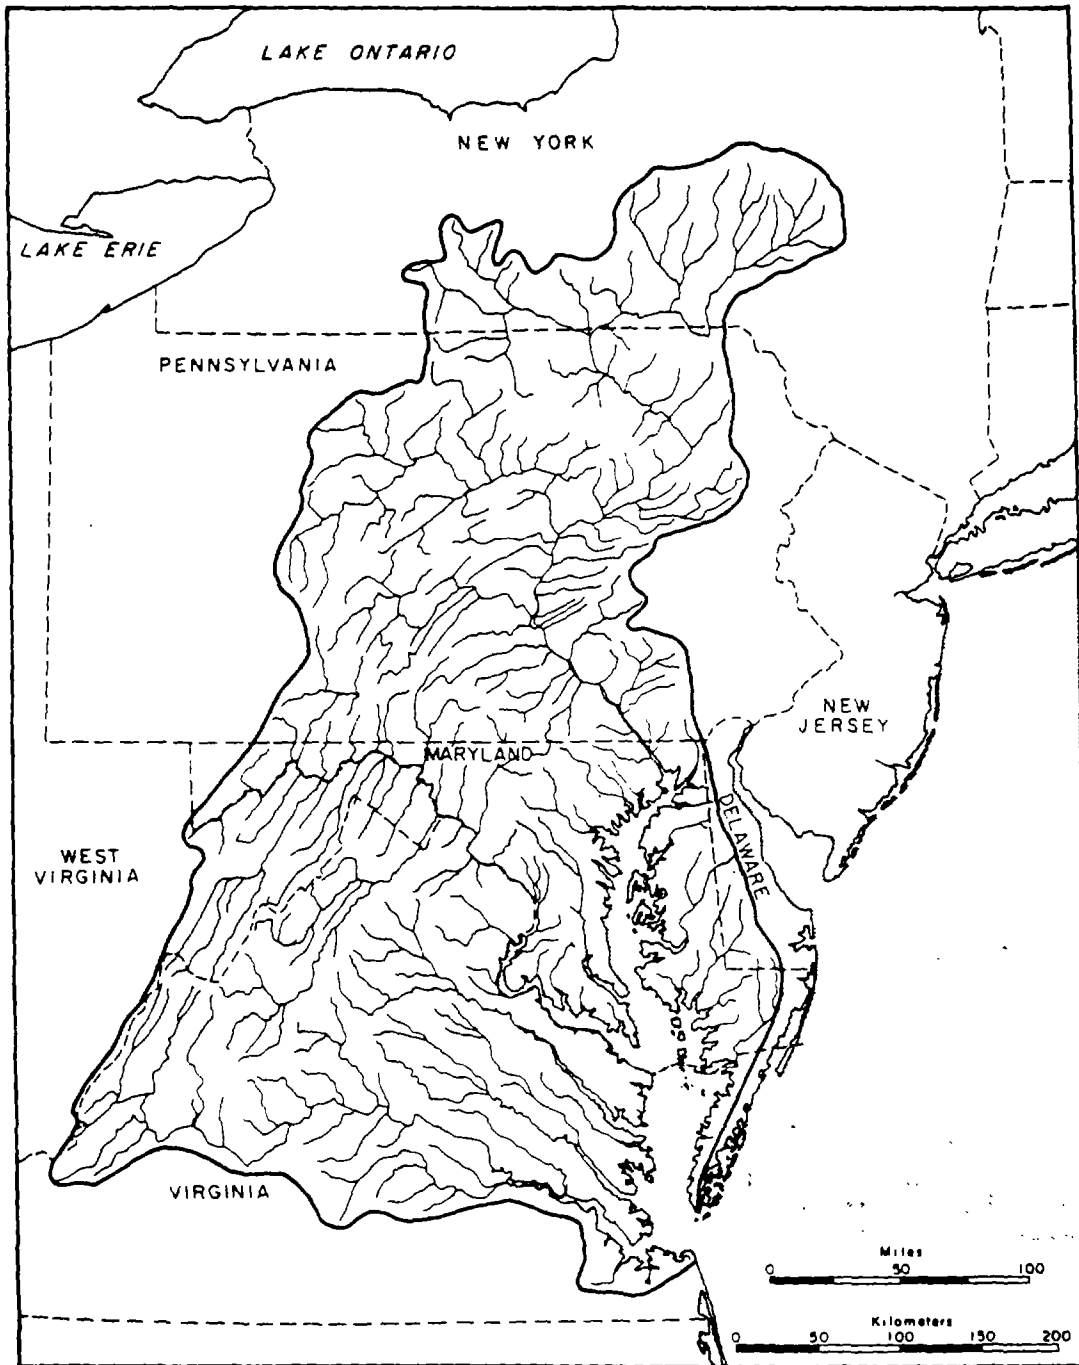 LAKE ONTARIO
NEW YORK
LAKE ERIE
PENNSYLVANIA
NEW
JERSEY
MARYLAND
DELAWARE
WEST
VIRGINIA
VIRGINIA
Miles
0 50 100
Kilometers
0 50 100 150 200